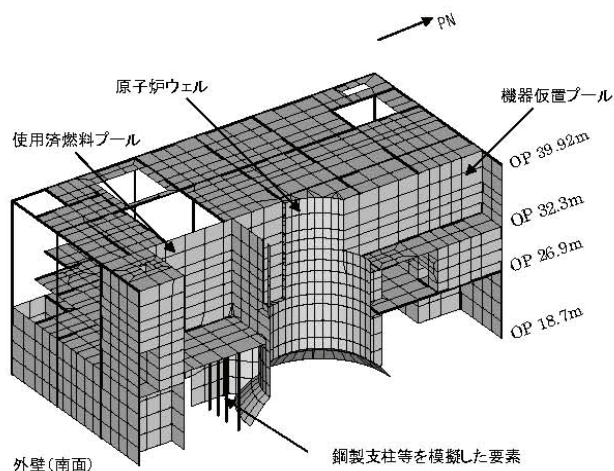 PN
原子炉ウェル
機器仮置プール
使用済燃料プール
OP 39.92m
OP 32.3m
OP 26.9m
OP 18.7m
鋼製支柱等を模擬した要素
外壁(南面)